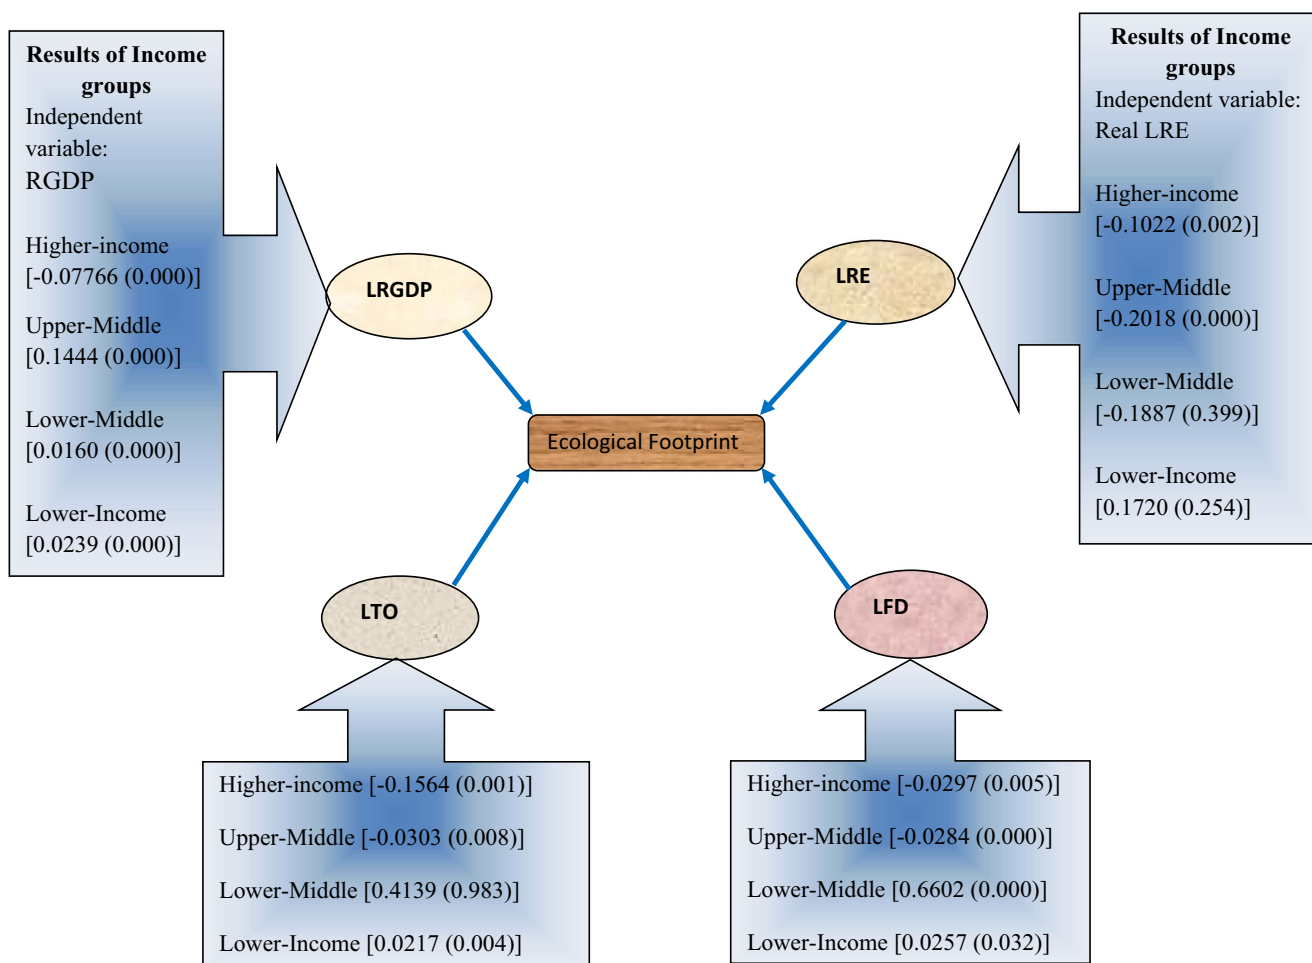 Results of Income
groups
Independent
variable:
RGDP
Higher-income
[-0.07766 (0.000)]
Upper-Middle
[0.1444 (0.000)]
Lower-Middle
[0.0160 (0.000)]
Lower-Income
[0.0239 (0.000)]
Results of Income
groups
Independent variable:
Real LRE
Higher-income
[-0.1022 (0.002)]
Upper-Middle
[-0.2018 (0.000)]
Lower-Middle
[-0.1887 (0.399)]
Lower-Income
[0.1720 (0.254)]
LRGDP
LRE
Ecological Footprint
LTO
LFD
Higher-income [-0.1564 (0.001)]
Upper-Middle [-0.0303 (0.008)]
Lower-Middle [0.4139 (0.983)]
Lower-Income [0.0217 (0.004)]
Higher-income [-0.0297 (0.005)]
Upper-Middle [-0.0284 (0.000)]
Lower-Middle [0.6602 (0.000)]
Lower-Income [0.0257 (0.032)]